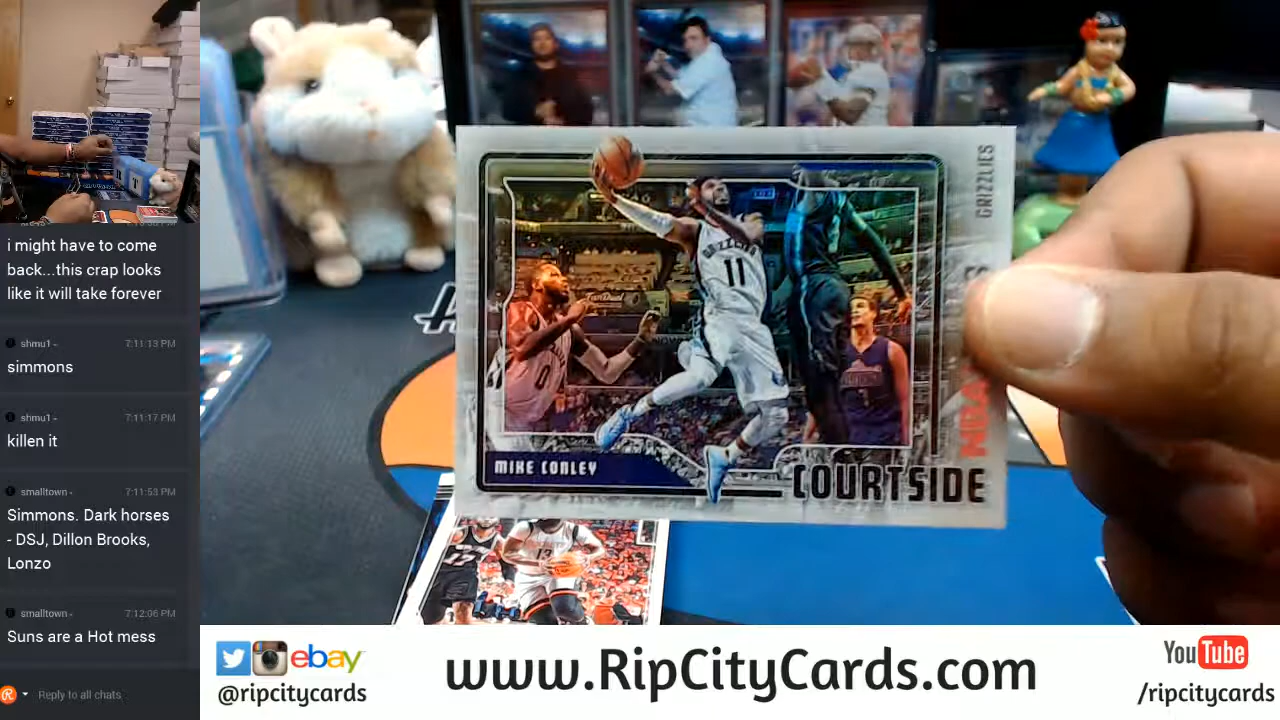 i might have to come
back...this crap looks
like it will take forever
shmu1 - 7:11:13 PM
simmons
shmu1 - 7:11:17 PM
killen it
smalltown - 7:11:53 PM
Simmons. Dark horses
- DSJ, Dillon Brooks,
Lonzo
smalltown - 7:12:06 PM
Suns are a Hot mess
Reply to all chats
GRIZZLIES
GRIZZLIES
11
0
MIKE CONLEY
COURTSIDE
13
@ripcitycards
ebay
www.RipCityCards.com
YouTube
/ripcitycards